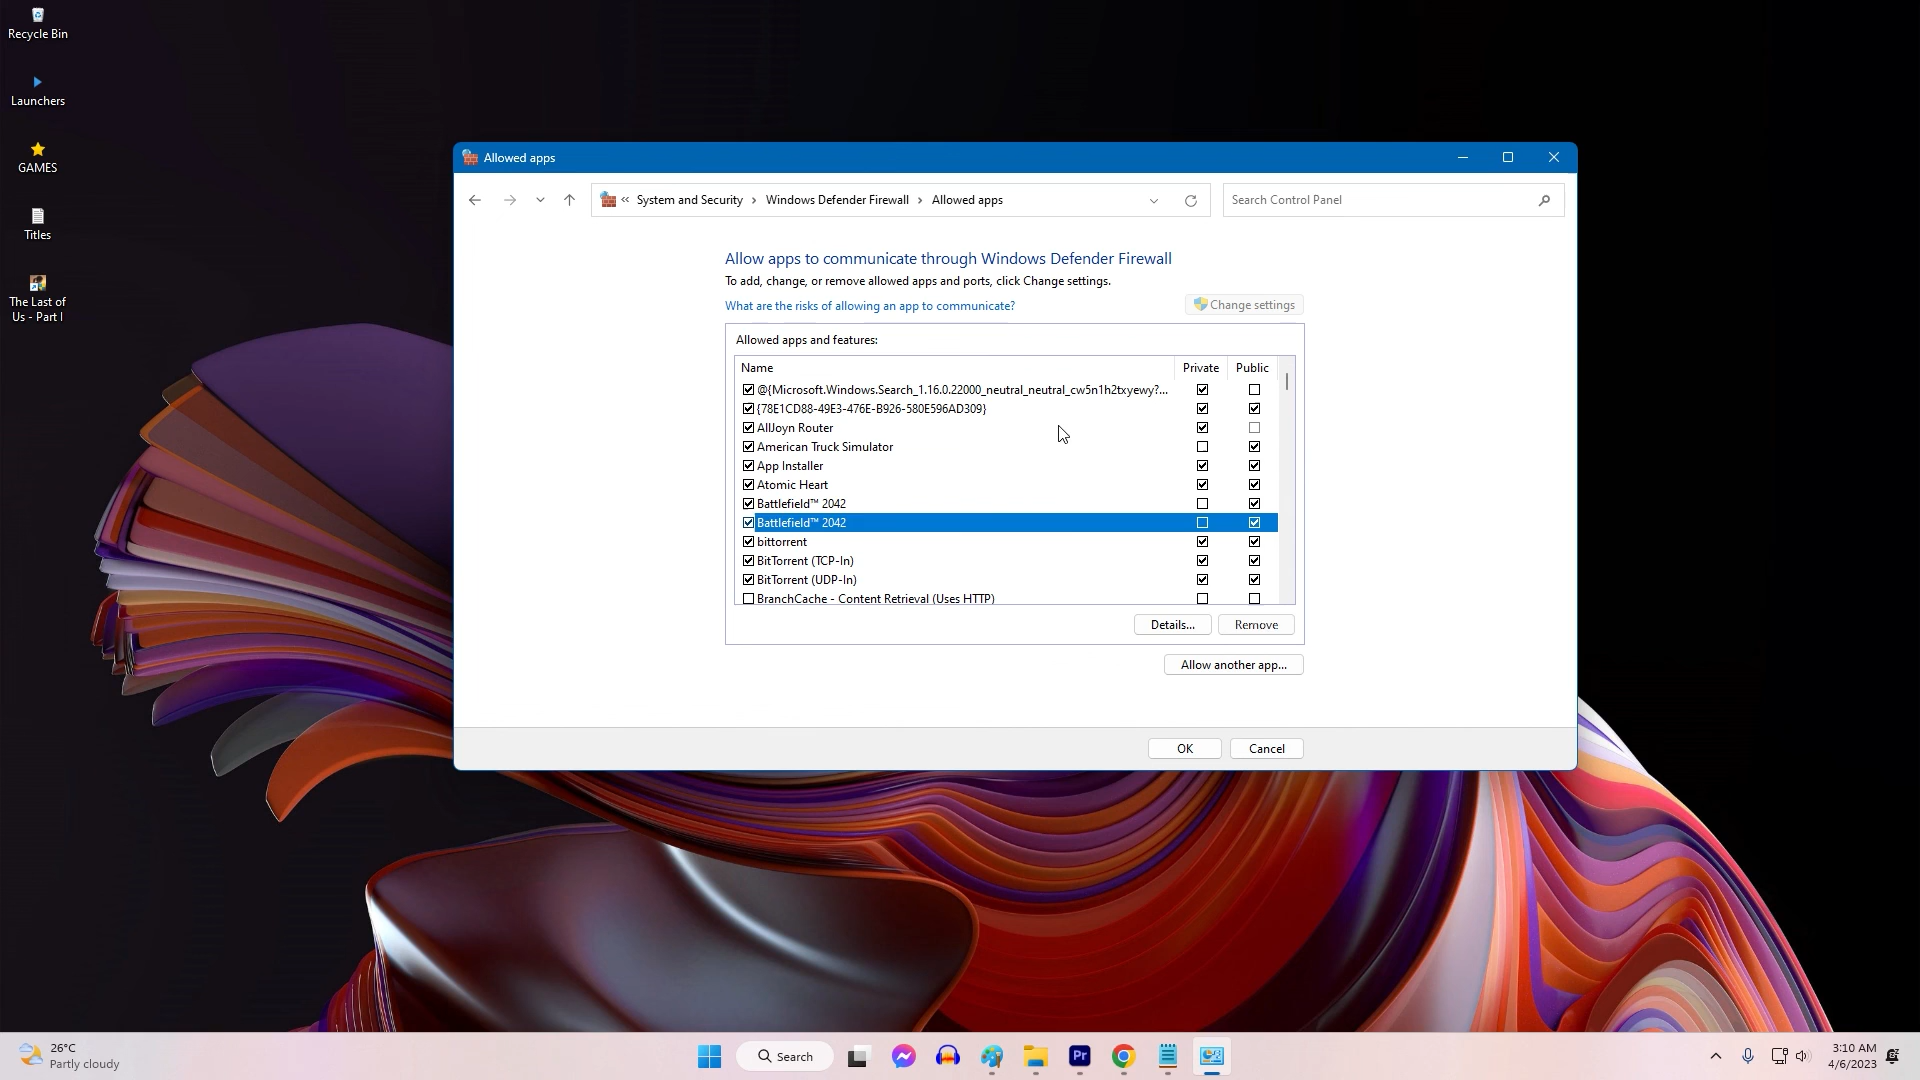 Recycle Bin
Launchers
GAMES
Titles
The Last of
Us - Part I
Allowed apps
« System and Security › Windows Defender Firewall › Allowed apps
Search Control Panel
Allow apps to communicate through Windows Defender Firewall
To add, change, or remove allowed apps and ports, click Change settings.
What are the risks of allowing an app to communicate?
Change settings
Allowed apps and features:
Name Private Public
@{Microsoft.Windows.Search_1.16.0.22000_neutral_neutral_cw5n1h2txyewy?...
{78E1CD88-49E3-476E-B926-580E596AD309}
AllJoyn Router
American Truck Simulator
App Installer
Atomic Heart
Battlefield™ 2042
Battlefield™ 2042
bittorrent
BitTorrent (TCP-In)
BitTorrent (UDP-In)
BranchCache - Content Retrieval (Uses HTTP)
Details... Remove
Allow another app...
OK Cancel
26°C
Partly cloudy
Search
Pr
3:10 AM
4/6/2023